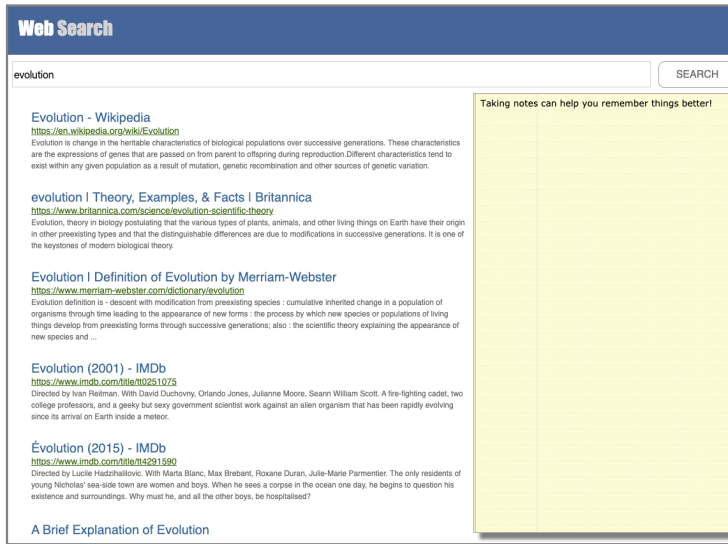 Web Search
evolution
SEARCH
Evolution - Wikipedia
https://en.wikipedia.org/wiki/Evolution
Evolution is change in the heritable characteristics of biological populations over successive generations. These characteristics
are the expressions of genes that are passed on from parent to offspring during reproduction.Different characteristics tend to
exist within any given population as a result of mutation, genetic recombination and other sources of genetic variation.
evolution | Theory, Examples, & Facts | Britannica
https://www.britannica.com/science/evolution-scientific-theory
Evolution, theory in biology postulating that the various types of plants, animals, and other living things on Earth have their origin
in other preexisting types and that the distinguishable differences are due to modifications in successive generations. It is one of
the keystones of modern biological theory.
Evolution | Definition of Evolution by Merriam-Webster
https://www.merriam-webster.com/dictionary/evolution
Evolution definition is - descent with modification from preexisting species : cumulative inherited change in a population of
organisms through time leading to the appearance of new forms : the process by which new species or populations of living
things develop from preexisting forms through successive generations; also : the scientific theory explaining the appearance of
new species and ...
Evolution (2001) - IMDb
https://www.imdb.com/title/tt0251075
Directed by Ivan Reitman. With David Duchovny, Orlando Jones, Julianne Moore, Seann William Scott. A fire-fighting cadet, two
college professors, and a geeky but sexy government scientist work against an alien organism that has been rapidly evolving
since its arrival on Earth inside a meteor.
Évolution (2015) - IMDb
https://www.imdb.com/title/tt4291590
Directed by Lucile Hadzihalilovic. With Marta Blanc, Max Brebant, Roxane Duran, Julie-Marie Parmentier. The only residents of
young Nicholas' sea-side town are women and boys. When he sees a corpse in the ocean one day, he begins to question his
existence and surroundings. Why must he, and all the other boys, be hospitalised?
A Brief Explanation of Evolution
Taking notes can help you remember things better!